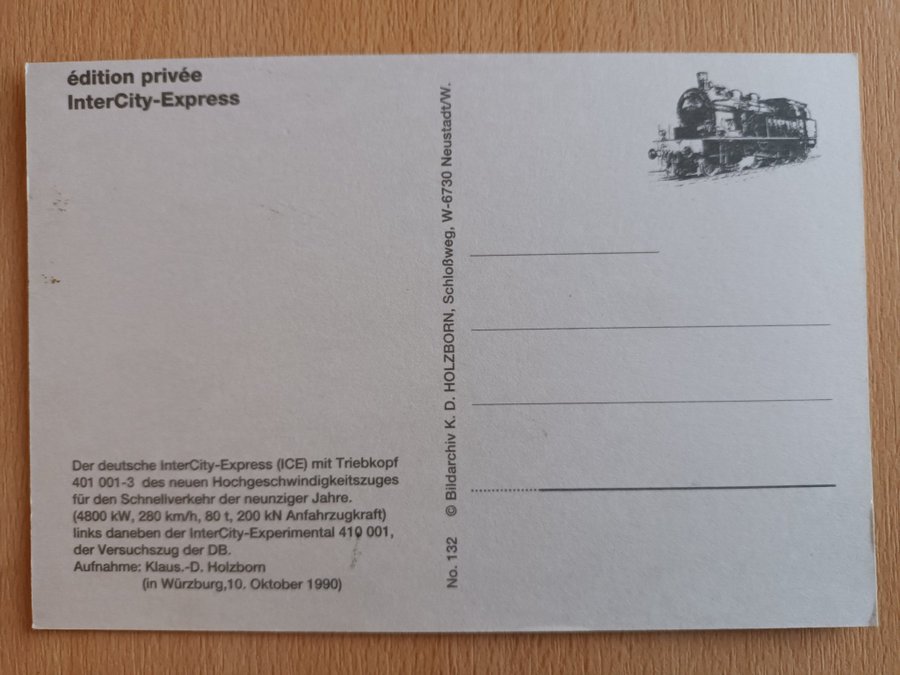 édition privée
InterCity-Express
Der deutsche InterCity-Express (ICE) mit Triebkopf
401 001-3 des neuen Hochgeschwindigkeitszuges
für den Schnellverkehr der neunziger Jahre.
(4800 kW, 280 km/h, 80 t, 200 kN Anfahrzugkraft)
links daneben der InterCity-Experimental 410 001,
der Versuchszug der DB.
Aufnahme: Klaus.-D. Holzborn
(in Würzburg,10. Oktober 1990)
No. 132 © Bildarchiv K. D. HOLZBORN, Schloßweg, W-6730 Neustadt/W.